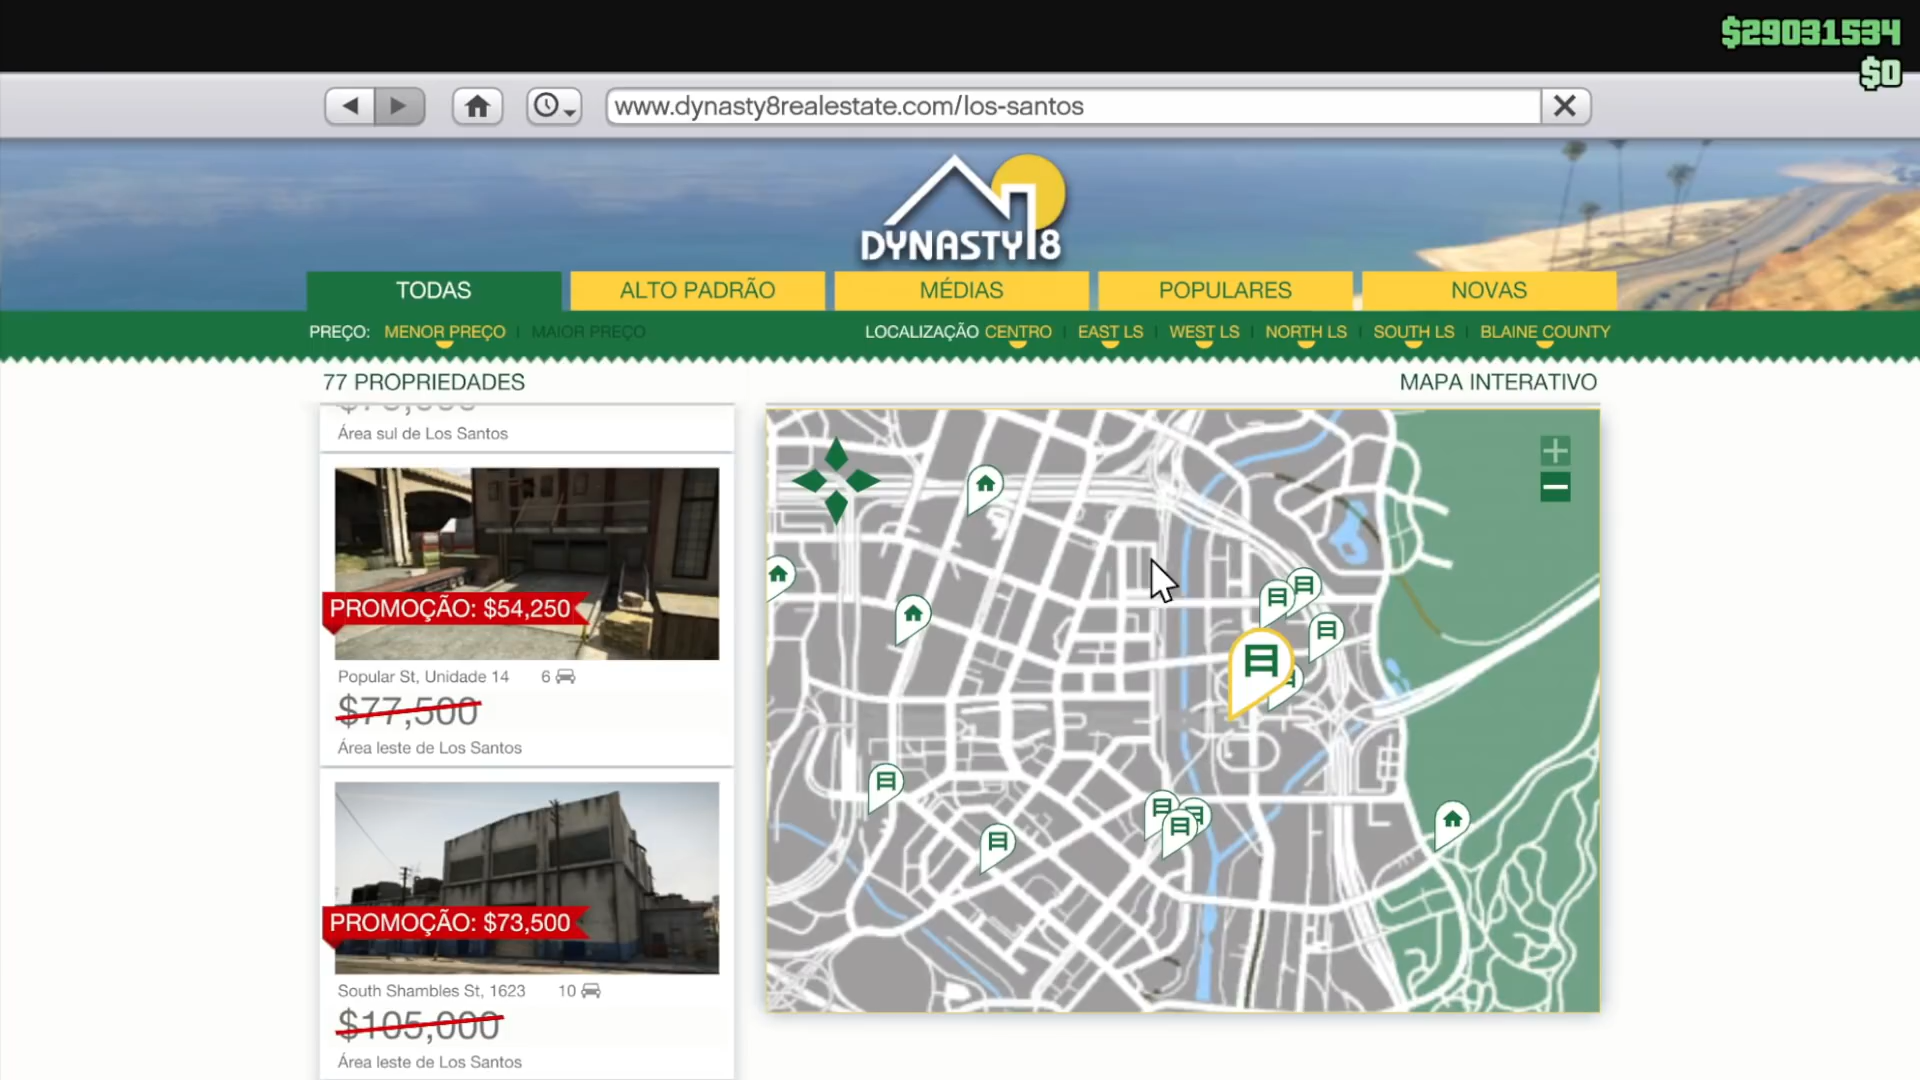 $29031534
$0
www.dynasty8realestate.com/los-santos
DYNASTY 8
TODAS
ALTO PADRÃO
MÉDIAS
POPULARES
NOVAS
PREÇO: MENOR PREÇO | MAIOR PREÇO
LOCALIZAÇÃO CENTRO | EAST LS | WEST LS | NORTH LS | SOUTH LS | BLAINE COUNTY
77 PROPRIEDADES
MAPA INTERATIVO
Área sul de Los Santos
PROMOÇÃO: $54,250
Popular St, Unidade 14 6
$77,500
Área leste de Los Santos
PROMOÇÃO: $73,500
South Shambles St, 1623 10
$105,000
Área leste de Los Santos